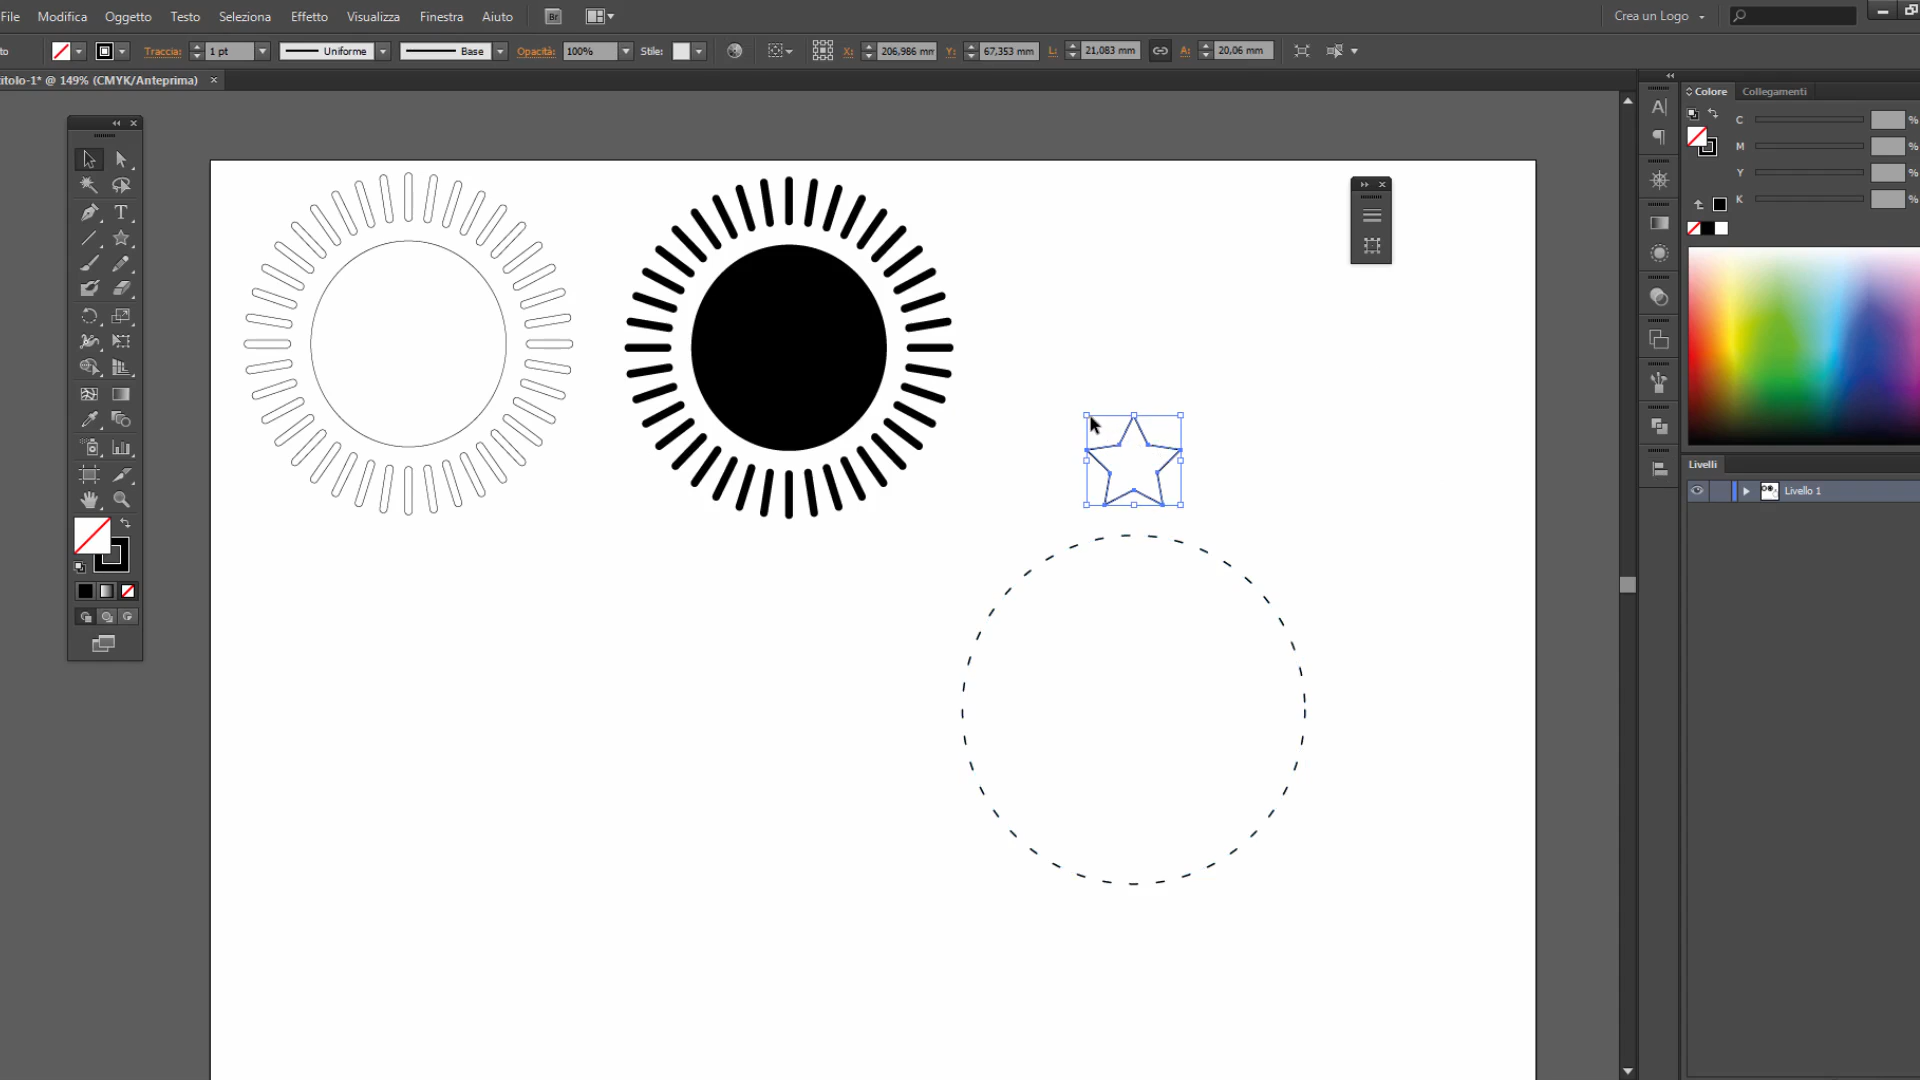 File Modifica Oggetto Testo Seleziona Effetto Visualizza Finestra Aiuto Br Crea un Logo
to Traccia: 1 pt Uniforme Base Opacità: 100% Stile: X: 206,986 mm Y: 67,353 mm L: 21,083 mm A: 20,06 mm
itolo-1* @ 149% (CMYK/Anteprima)
Colore Collegamenti
C %
M %
Y %
K %
Livelli
Livello 1